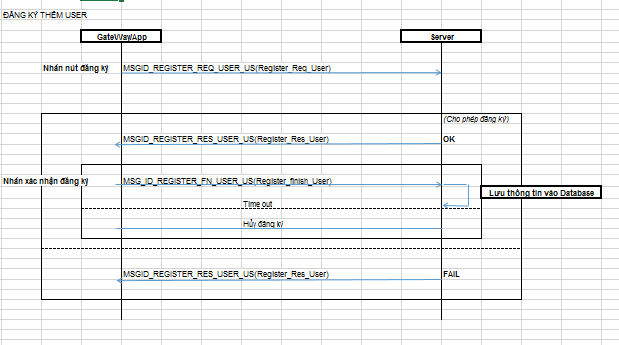 ĐĂNG KÝ THÊM USER
GateWay/App
Server
Nhấn nút đăng ký
MSGID_REGISTER_REQ_USER_US(Register_Req_User)
(Cho phép đăng ký)
MSGID_REGISTER_RES_USER_US(Register_Res_User)
OK
Nhấn xác nhận đăng ký
MSG_ID_REGISTER_FN_USER_US(Register_finish_User)
Lưu thông tin vào Database
Time out
Hủy đăng ký
MSGID_REGISTER_RES_USER_US(Register_Res_User)
FAIL